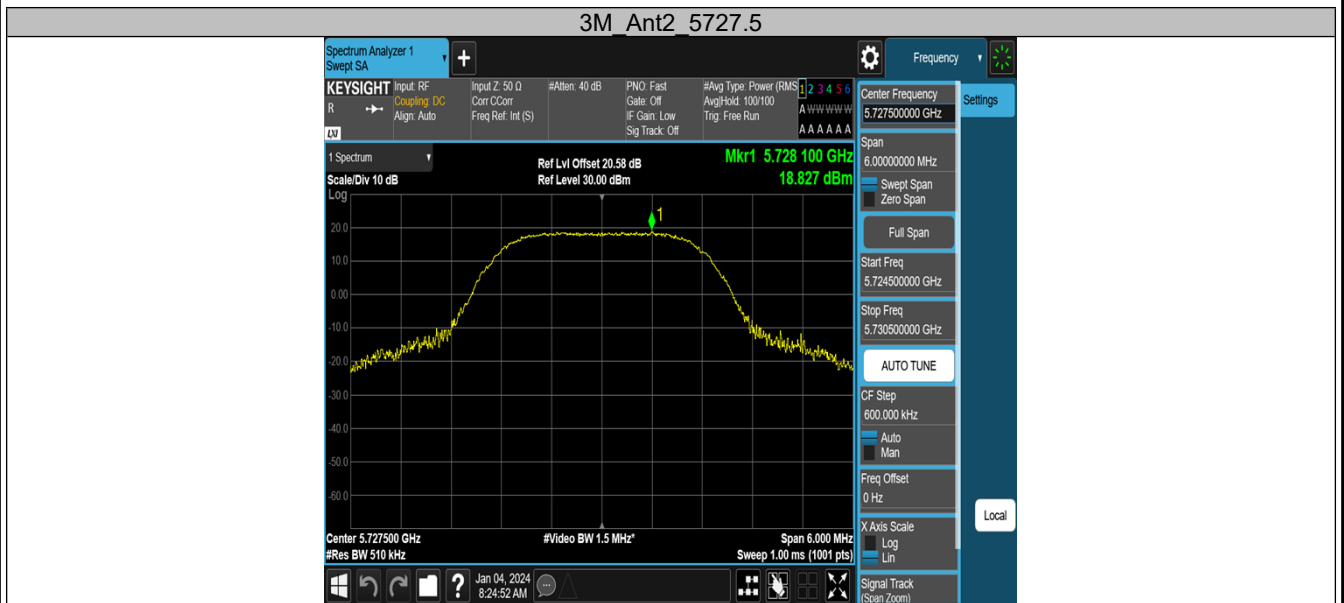 3M_Ant2_5727.5
Spectrum Analyzer 1
Swept SA
+
Frequency
KEYSIGHT
R
LXI
Input: RF
Coupling: DC
Align: Auto
Input Z: 50 Ω
Corr CCorr
Freq Ref: Int (S)
#Atten: 40 dB
PNO: Fast
Gate: Off
IF Gain: Low
Sig Track: Off
#Avg Type: Power (RMS
Avg|Hold: 100/100
Trig: Free Run
1 2 3 4 5 6
A W W W W W
A A A A A A
Center Frequency
5.727500000 GHz
Settings
Span
6.00000000 MHz
Swept Span
Zero Span
Full Span
Start Freq
5.724500000 GHz
Stop Freq
5.730500000 GHz
AUTO TUNE
CF Step
600.000 kHz
Auto
Man
Freq Offset
0 Hz
X Axis Scale
Log
Lin
Local
Signal Track
(Span Zoom)
1 Spectrum
Scale/Div 10 dB
Log
Ref Lvl Offset 20.58 dB
Ref Level 30.00 dBm
Mkr1 5.728 100 GHz
18.827 dBm
1
20.0
10.0
0.00
-10.0
-20.0
-30.0
-40.0
-50.0
-60.0
Center 5.727500 GHz
#Res BW 510 kHz
#Video BW 1.5 MHz*
Span 6.000 MHz
Sweep 1.00 ms (1001 pts)
?
Jan 04, 2024
8:24:52 AM